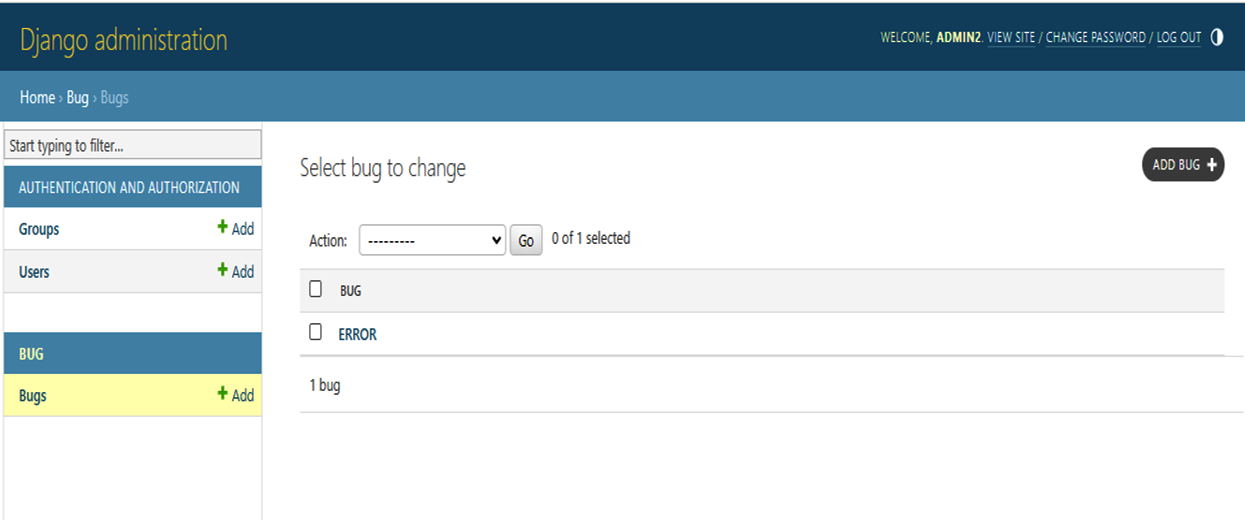 Django administration
WELCOME, ADMIN2. VIEW SITE / CHANGE PASSWORD / LOG OUT
Home › Bug › Bugs
Start typing to filter...
AUTHENTICATION AND AUTHORIZATION
Groups + Add
Users + Add
BUG
Bugs + Add
Select bug to change
ADD BUG +
Action: --------- Go 0 of 1 selected
BUG
ERROR
1 bug